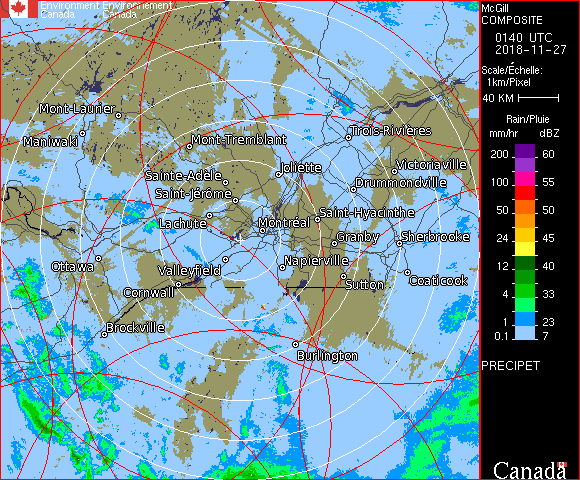 Environment Environnement
Canada Canada
McGill
COMPOSITE
0140 UTC
2018-11-27
Scale/Échelle:
1km/Pixel
40 KM
Rain/Pluie
mm/hr dBZ
200 60
100 55
50 50
24 45
12 40
4 33
1 23
0.1 7
PRECIPET
Canada
Mont-Laurier
Maniwaki
Mont-Tremblant
Trois-Rivières
Sainte-Adèle
Joliette
Victoriaville
Saint-Jérôme
Drummondville
Lachute
Montréal
Saint-Hyacinthe
Granby
Sherbrooke
Ottawa
Valleyfield
Napierville
Cornwall
Sutton
Coaticook
Brockville
Burlington